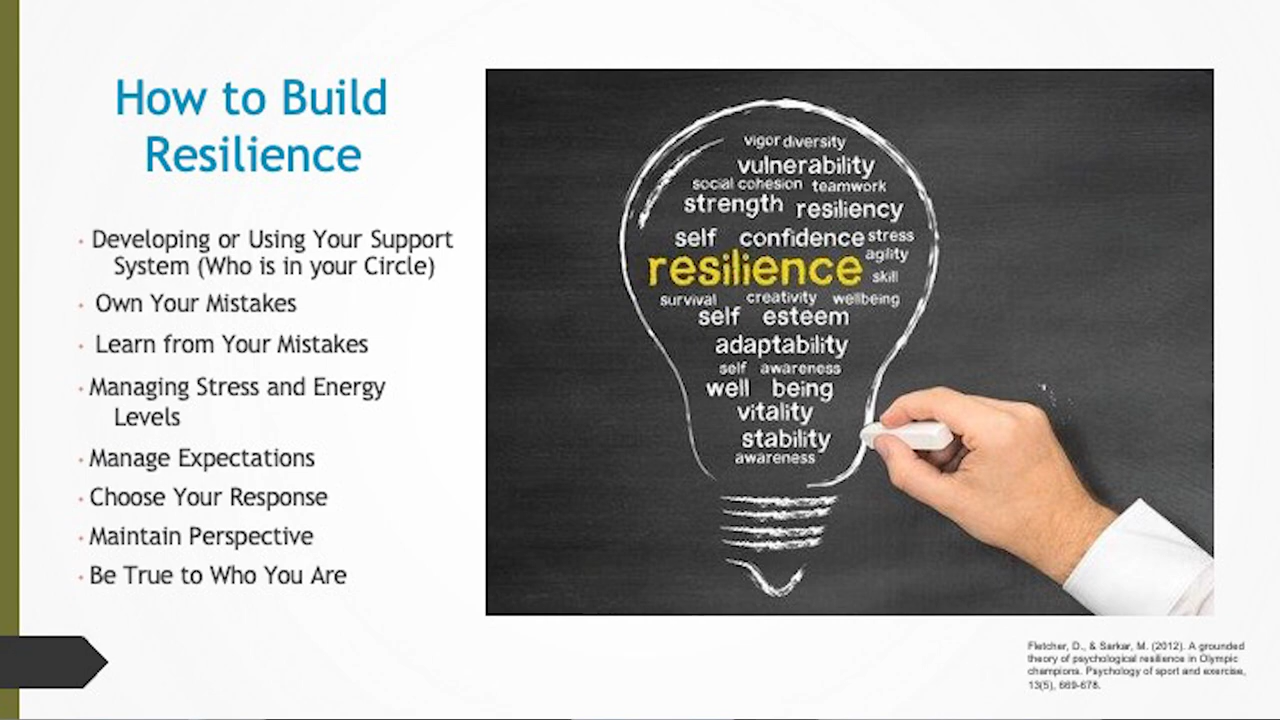 How to Build
Resilience
· Developing or Using Your Support
System (Who is in your Circle)
· Own Your Mistakes
· Learn from Your Mistakes
· Managing Stress and Energy
Levels
· Manage Expectations
· Choose Your Response
· Maintain Perspective
· Be True to Who You Are
vigor diversity
vulnerability
social cohesion teamwork
strength resiliency
self confidence stress
agility
resilience skill
survival creativity wellbeing
self esteem
adaptability
self awareness
well being
vitality
stability
awareness
Fletcher, D., & Sarkar, M. (2012). A grounded
theory of psychological resilience in Olympic
champions. Psychology of sport and exercise,
13(5), 669-678.